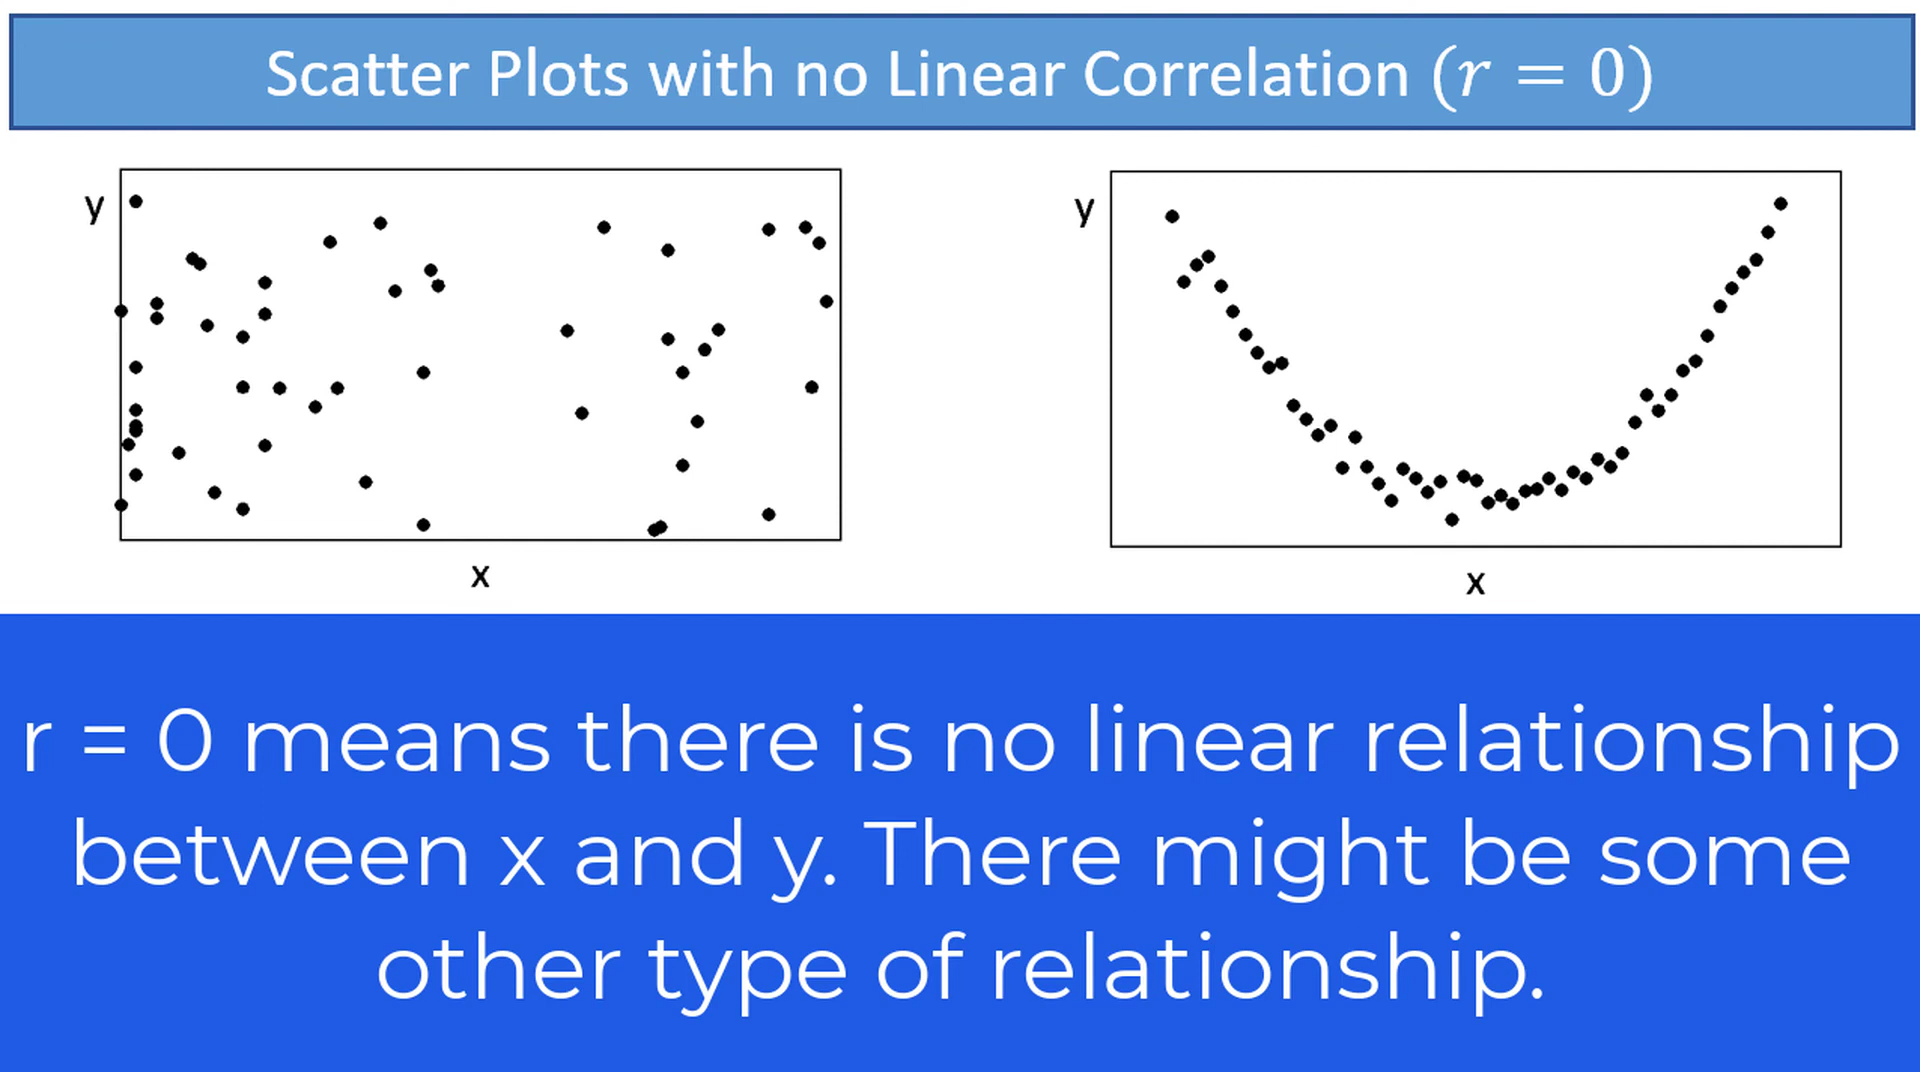 Scatter Plots with no Linear Correlation (r = 0)
y
x
y
x
r = 0 means there is no linear relationship
between x and y. There might be some
other type of relationship.